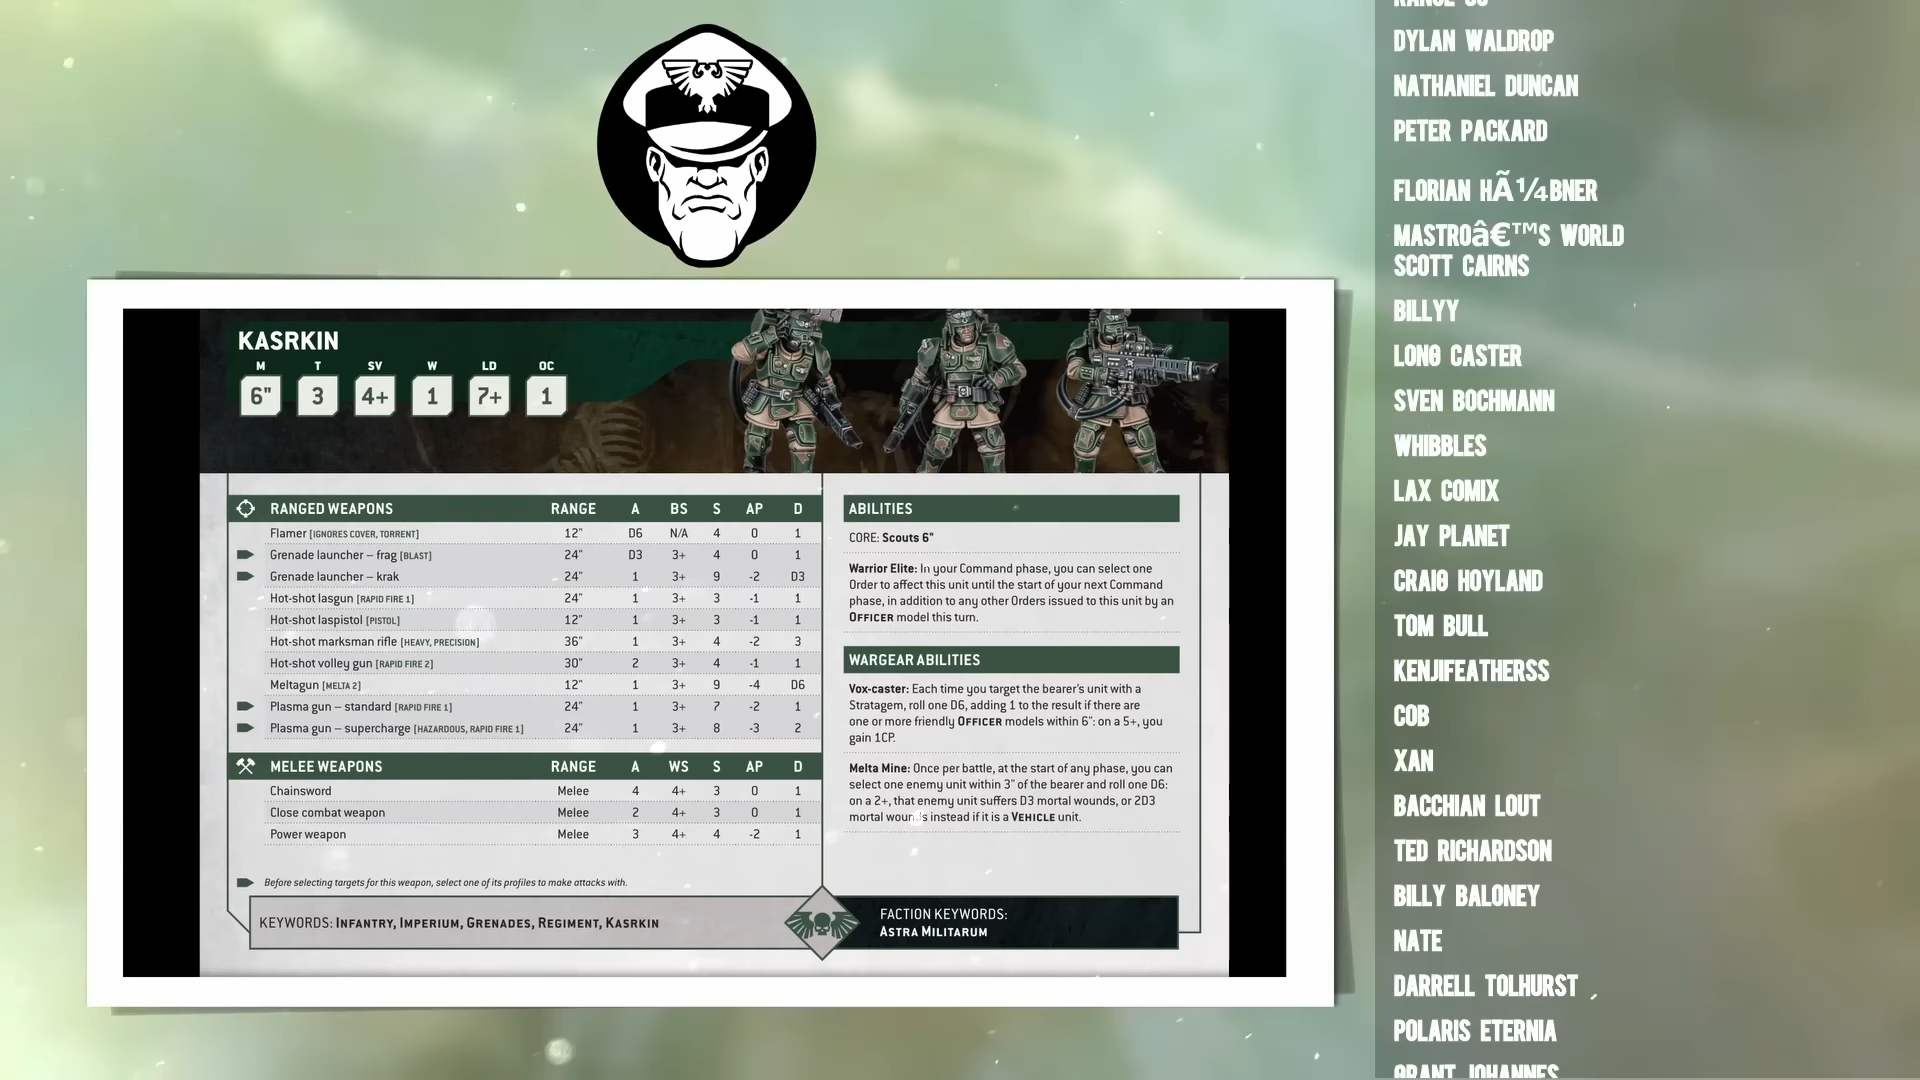 KASRKIN
M T SV W LD OC
6" 3 4+ 1 7+ 1
RANGED WEAPONS RANGE A BS S AP D
Flamer [IGNORES COVER, TORRENT] 12" D6 N/A 4 0 1
Grenade launcher – frag [BLAST] 24" D3 3+ 4 0 1
Grenade launcher – krak 24" 1 3+ 9 -2 D3
Hot-shot lasgun [RAPID FIRE 1] 24" 1 3+ 3 -1 1
Hot-shot laspistol [PISTOL] 12" 1 3+ 3 -1 1
Hot-shot marksman rifle [HEAVY, PRECISION] 36" 1 3+ 4 -2 3
Hot-shot volley gun [RAPID FIRE 2] 30" 2 3+ 4 -1 1
Meltagun [MELTA 2] 12" 1 3+ 9 -4 D6
Plasma gun – standard [RAPID FIRE 1] 24" 1 3+ 7 -2 1
Plasma gun – supercharge [HAZARDOUS, RAPID FIRE 1] 24" 1 3+ 8 -3 2
MELEE WEAPONS RANGE A WS S AP D
Chainsword Melee 4 4+ 3 0 1
Close combat weapon Melee 2 4+ 3 0 1
Power weapon Melee 3 4+ 4 -2 1
Before selecting targets for this weapon, select one of its profiles to make attacks with.
KEYWORDS: INFANTRY, IMPERIUM, GRENADES, REGIMENT, KASRKIN
ABILITIES
CORE: Scouts 6"
Warrior Elite: In your Command phase, you can select one
Order to affect this unit until the start of your next Command
phase, in addition to any other Orders issued to this unit by an
OFFICER model this turn.
WARGEAR ABILITIES
Vox-caster: Each time you target the bearer's unit with a
Stratagem, roll one D6, adding 1 to the result if there are
one or more friendly OFFICER models within 6": on a 5+, you
gain 1CP.
Melta Mine: Once per battle, at the start of any phase, you can
select one enemy unit within 3" of the bearer and roll one D6:
on a 2+, that enemy unit suffers D3 mortal wounds, or 2D3
mortal wounds instead if it is a VEHICLE unit.
FACTION KEYWORDS:
ASTRA MILITARUM
DYLAN WALDROP
NATHANIEL DUNCAN
PETER PACKARD
FLORIAN HÃ¼BNER
MASTROâ€™S WORLD
SCOTT CAIRNS
BILLYY
LONG CASTER
SVEN BOCHMANN
WHIBBLES
LAX COMIX
JAY PLANET
CRAIG HOYLAND
TOM BULL
KENJIFEATHERSS
COB
XAN
BACCHIAN LOUT
TED RICHARDSON
BILLY BALONEY
NATE
DARRELL TOLHURST
POLARIS ETERNIA
GRANT JOHANNES